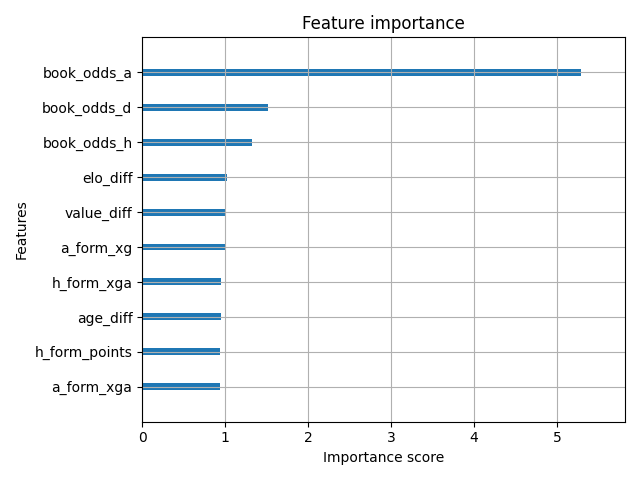 Feature importance
Features
book_odds_a
book_odds_d
book_odds_h
elo_diff
value_diff
a_form_xg
h_form_xga
age_diff
h_form_points
a_form_xga
0 1 2 3 4 5
Importance score